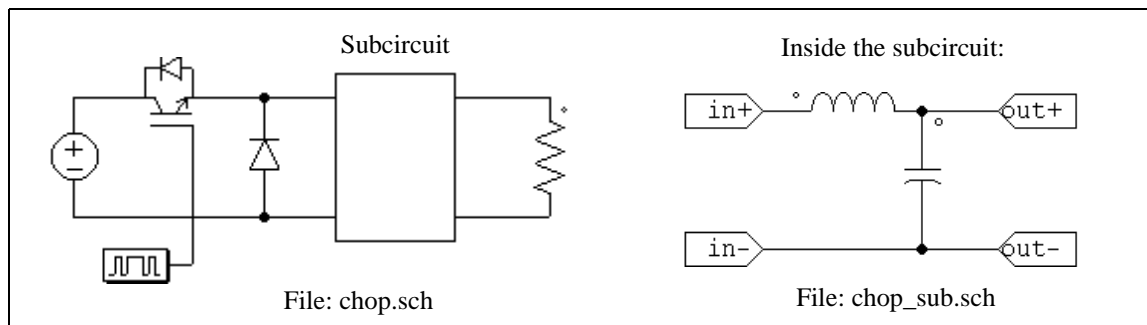 Subcircuit
File: chop.sch
Inside the subcircuit:
in+
out+
in-
out-
File: chop_sub.sch